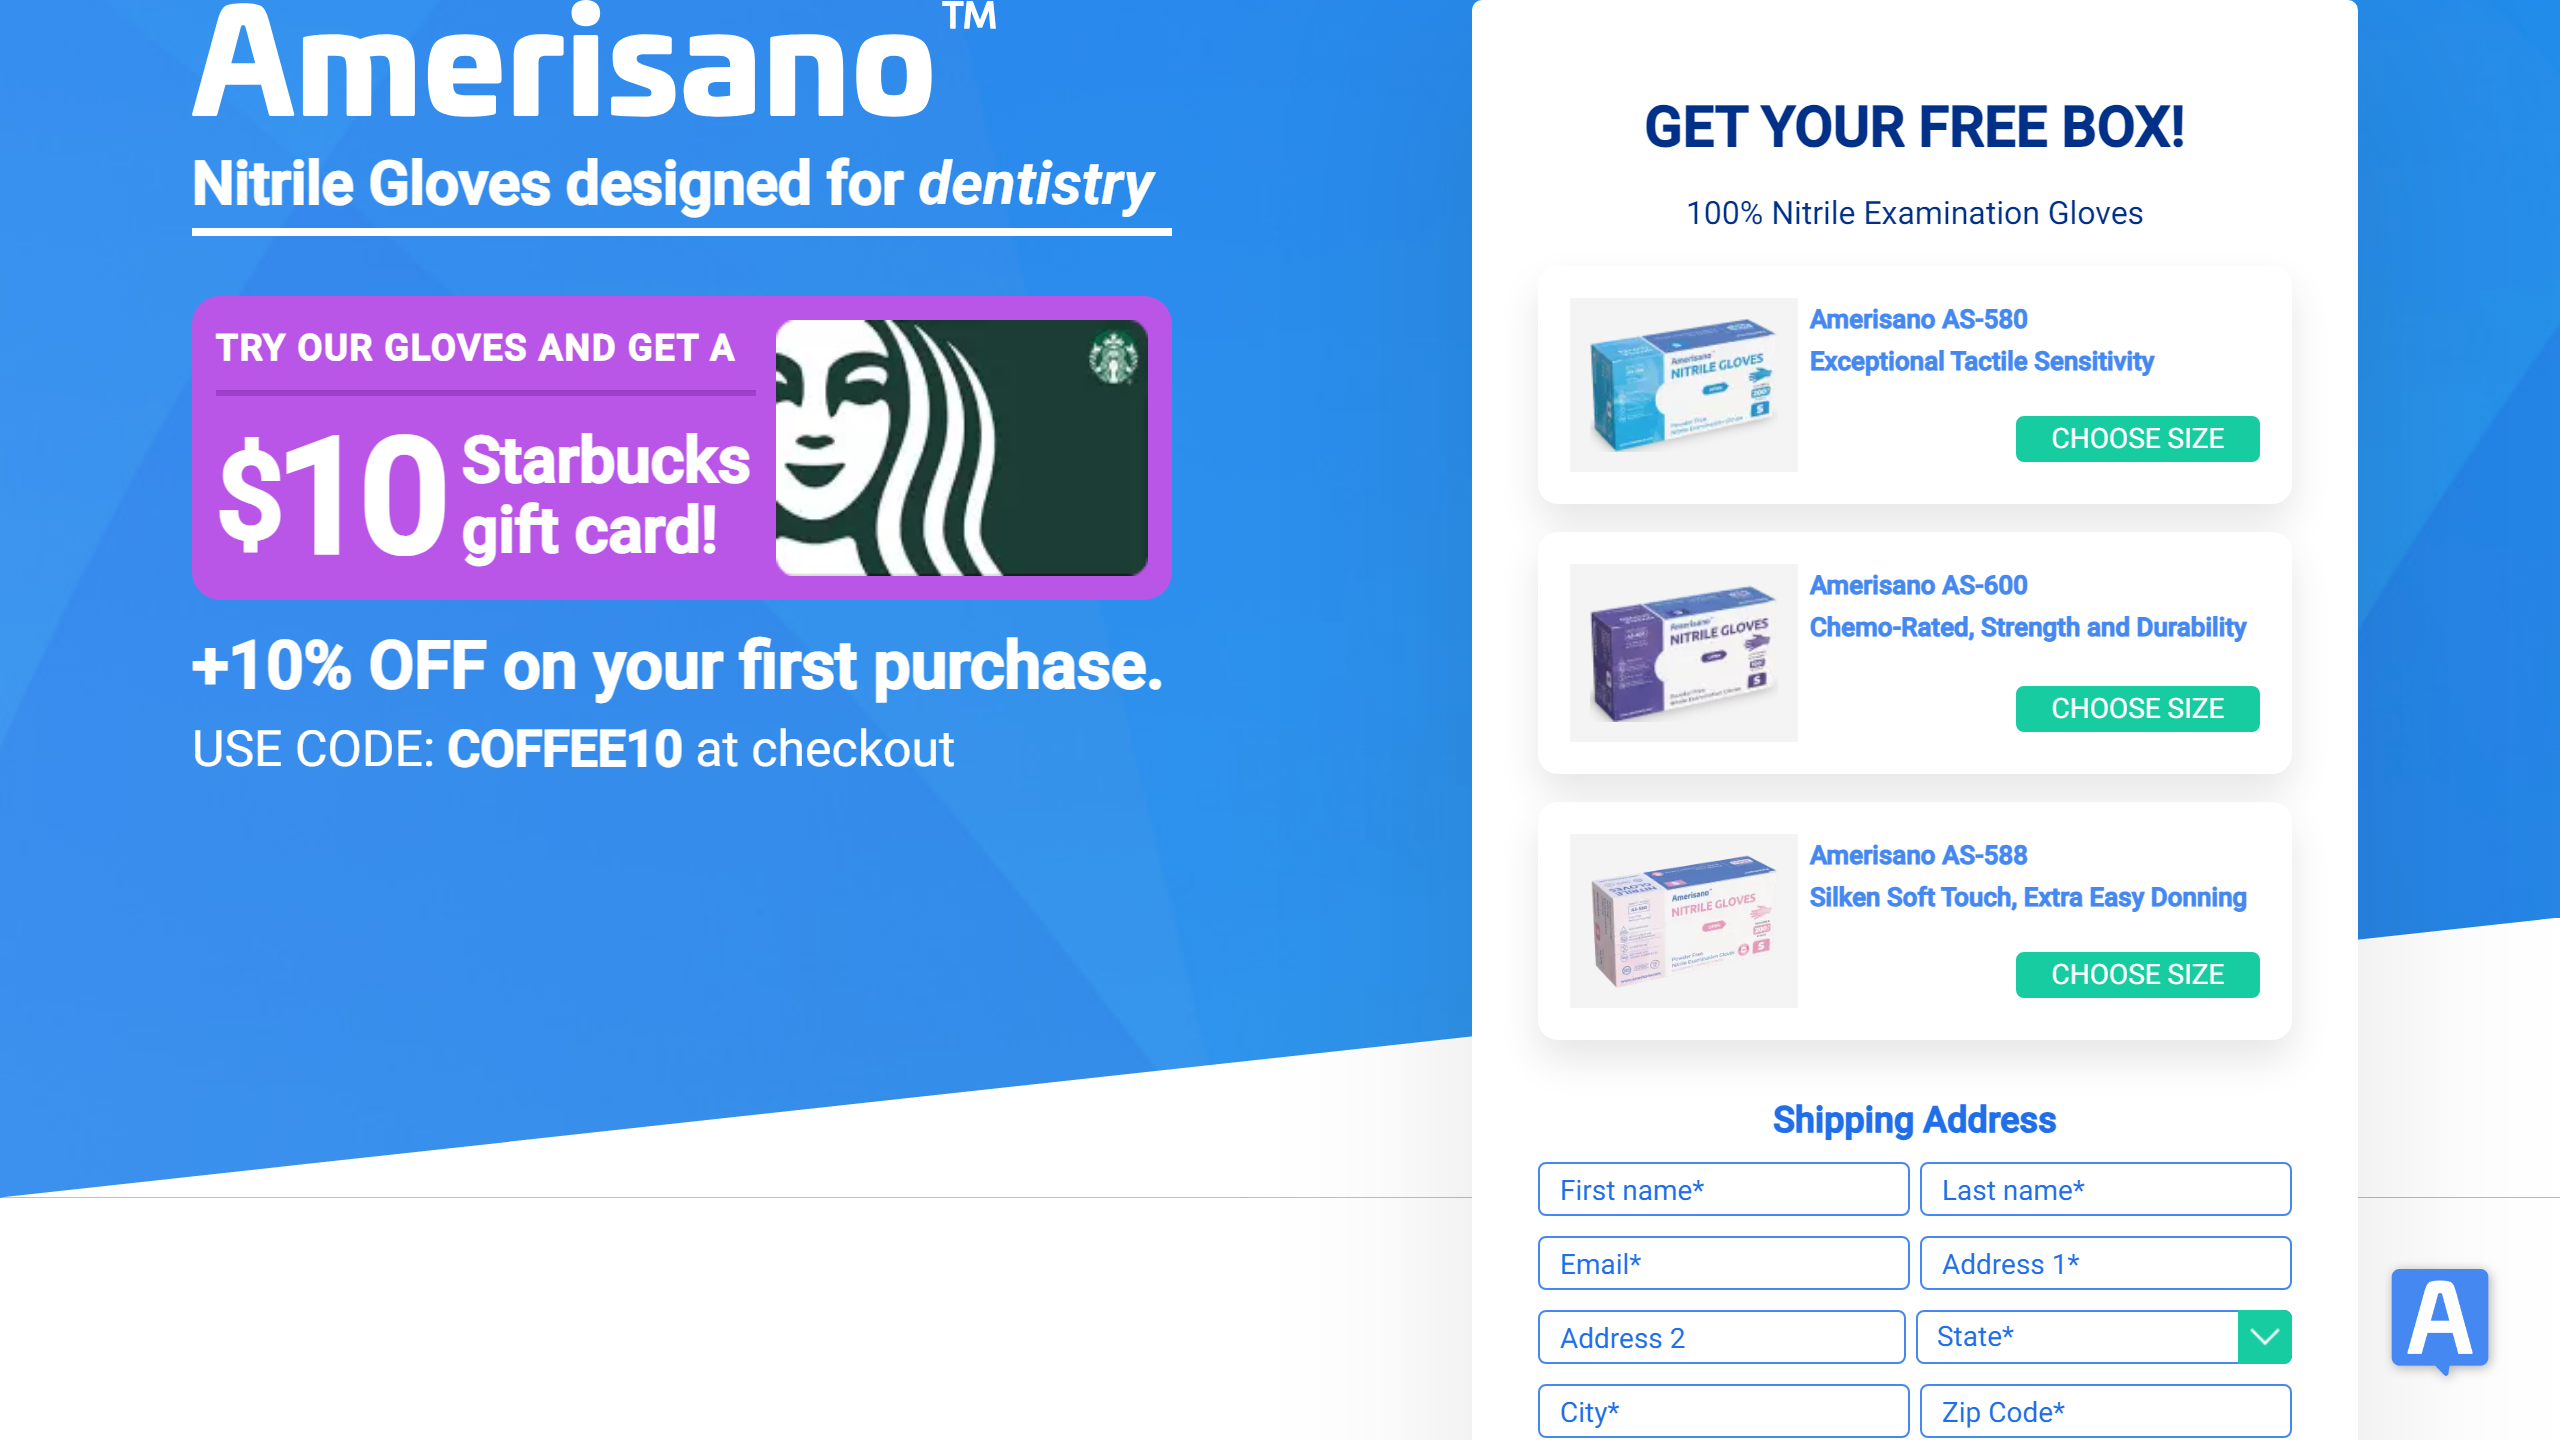 Amerisano™
Nitrile Gloves designed for dentistry
TRY OUR GLOVES AND GET A
$10 Starbucks
gift card!
+10% OFF on your first purchase.
USE CODE: COFFEE10 at checkout
GET YOUR FREE BOX!
100% Nitrile Examination Gloves
Amerisano
NITRILE GLOVES
200
S
Amerisano AS-580
Exceptional Tactile Sensitivity
CHOOSE SIZE
Amerisano
NITRILE GLOVES
S
Amerisano AS-600
Chemo-Rated, Strength and Durability
CHOOSE SIZE
Amerisano
NITRILE GLOVES
200
S
Amerisano AS-588
Silken Soft Touch, Extra Easy Donning
CHOOSE SIZE
Shipping Address
First name*
Last name*
Email*
Address 1*
Address 2
State*
City*
Zip Code*
A